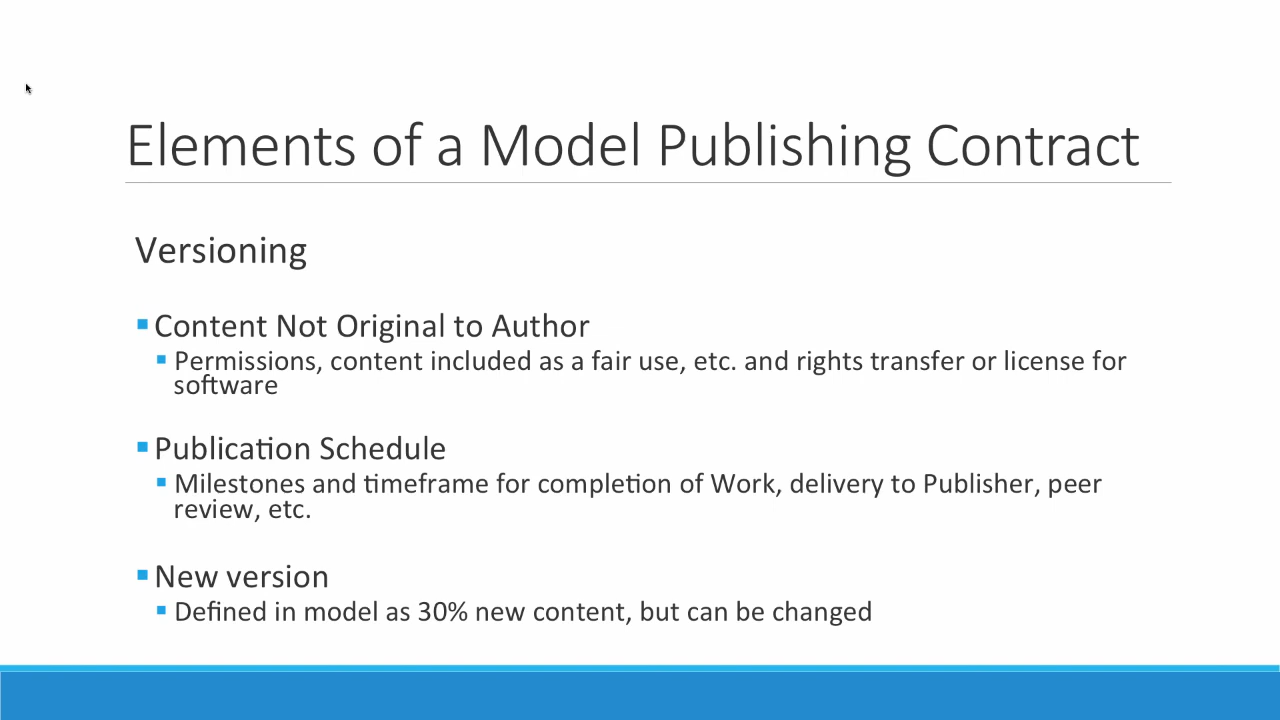 Elements of a Model Publishing Contract
Versioning
Content Not Original to Author
Permissions, content included as a fair use, etc. and rights transfer or license for
software
Publication Schedule
Milestones and timeframe for completion of Work, delivery to Publisher, peer
review, etc.
New version
Defined in model as 30% new content, but can be changed